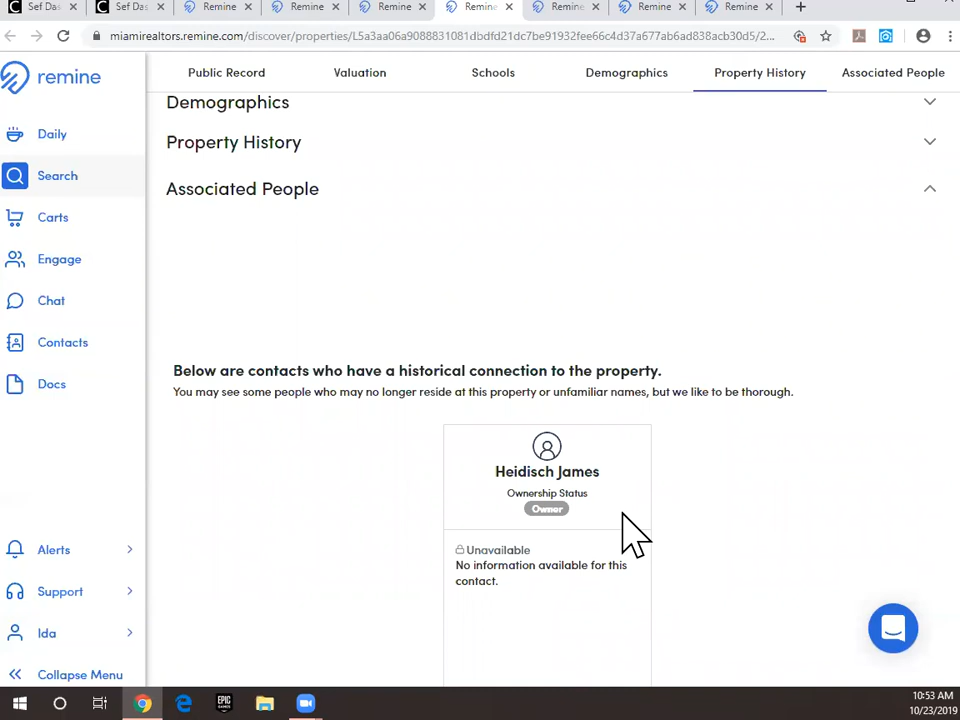 Sef Das
Sef Das
Remine
Remine
Remine
Remine
Remine
Remine
Remine
miamirealtors.remine.com/discover/properties/L5a3aa06a9088831081dbdfd21dc7be91932fee66c4d37a677ab6ad838acb30d5/2...
remine
Public Record
Valuation
Schools
Demographics
Property History
Associated People
Daily
Search
Carts
Engage
Chat
Contacts
Docs
Alerts
Support
Ida
Collapse Menu
Demographics
Property History
Associated People
Below are contacts who have a historical connection to the property.
You may see some people who may no longer reside at this property or unfamiliar names, but we like to be thorough.
Heidisch James
Ownership Status
Owner
Unavailable
No information available for this
contact.
EPIC
GAMES
10:53 AM
10/23/2019